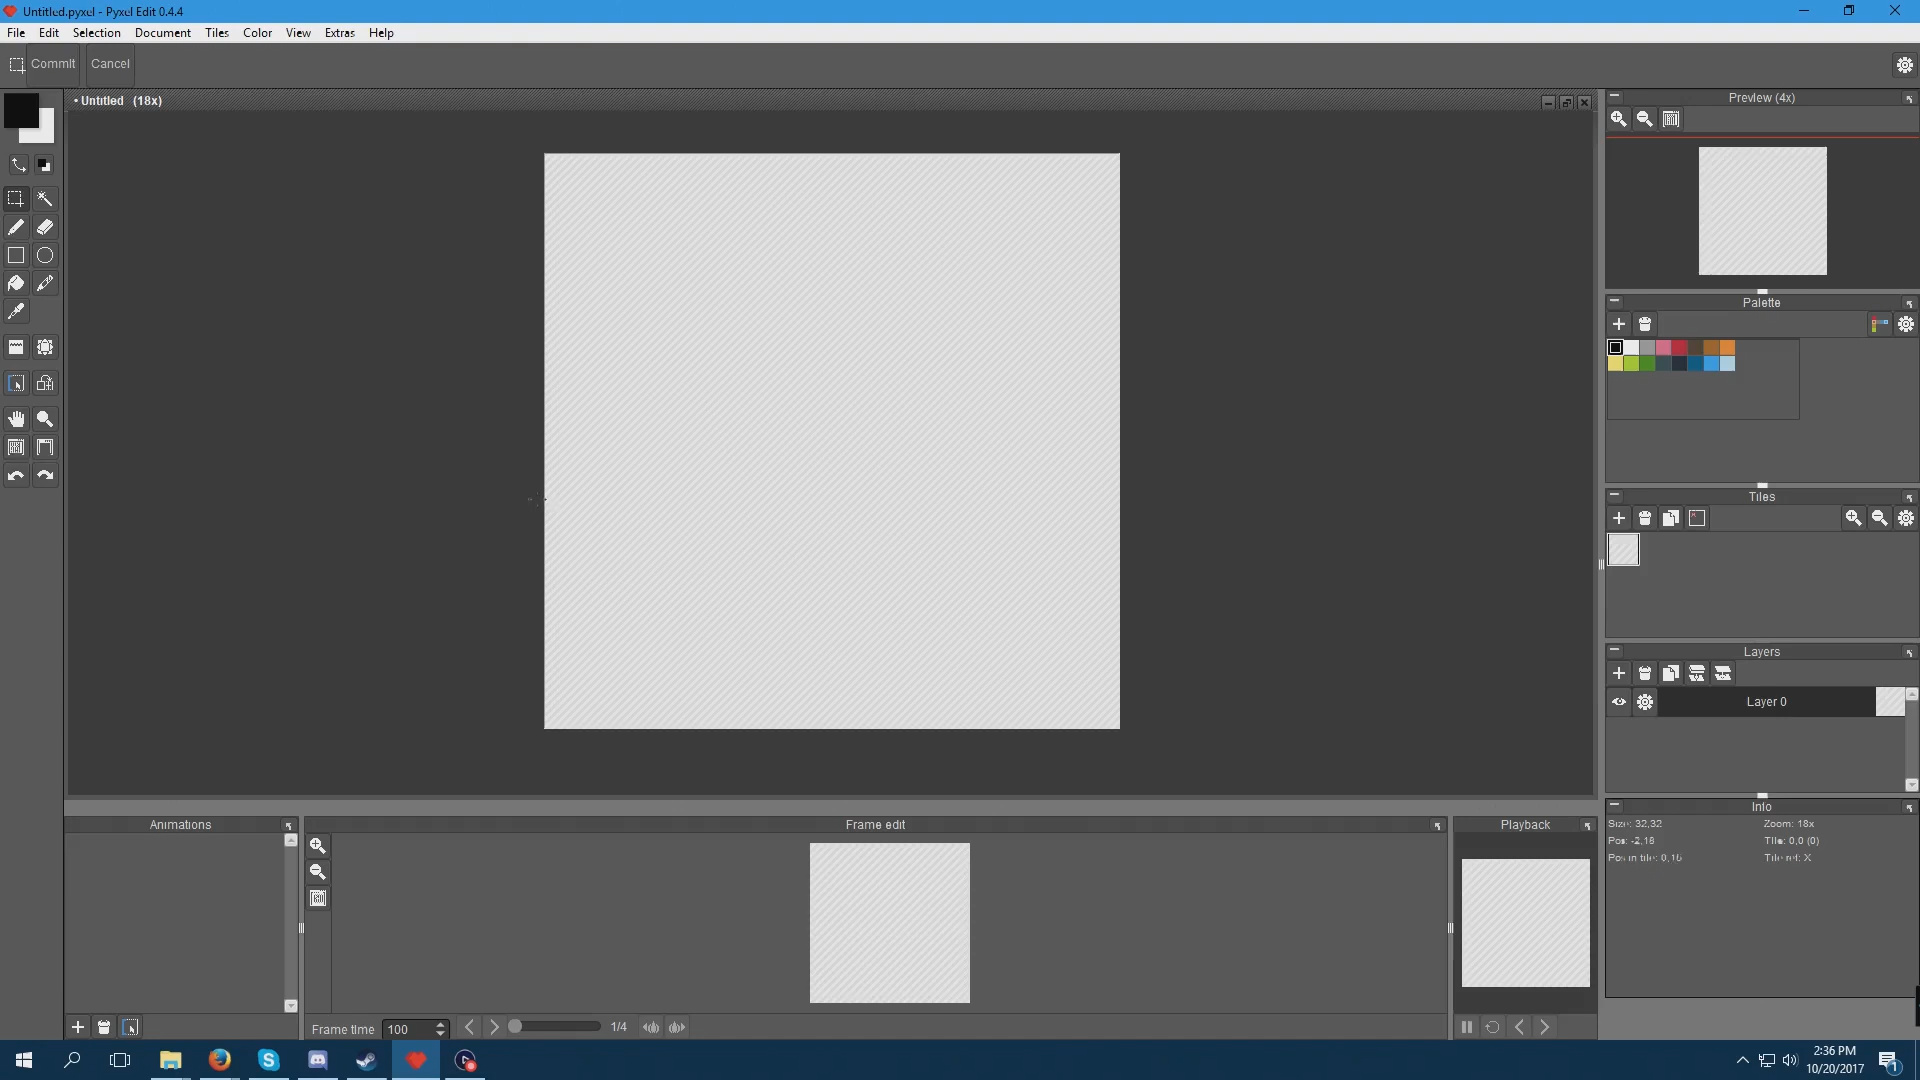 Untitled.pyxel - Pyxel Edit 0.4.4
File Edit Selection Document Tiles Color View Extras Help
Commit Cancel
• Untitled (18x)
Preview (4x)
Palette
Tiles
Layers
Layer 0
Info
Size: 32,32 Zoom: 18x
Pos: -2,18 Tile: 0,0 (0)
Pos in tile: 0,16 Tile ref: X
Animations
Frame edit
Playback
Frame time 100 1/4
2:36 PM
10/20/2017
1